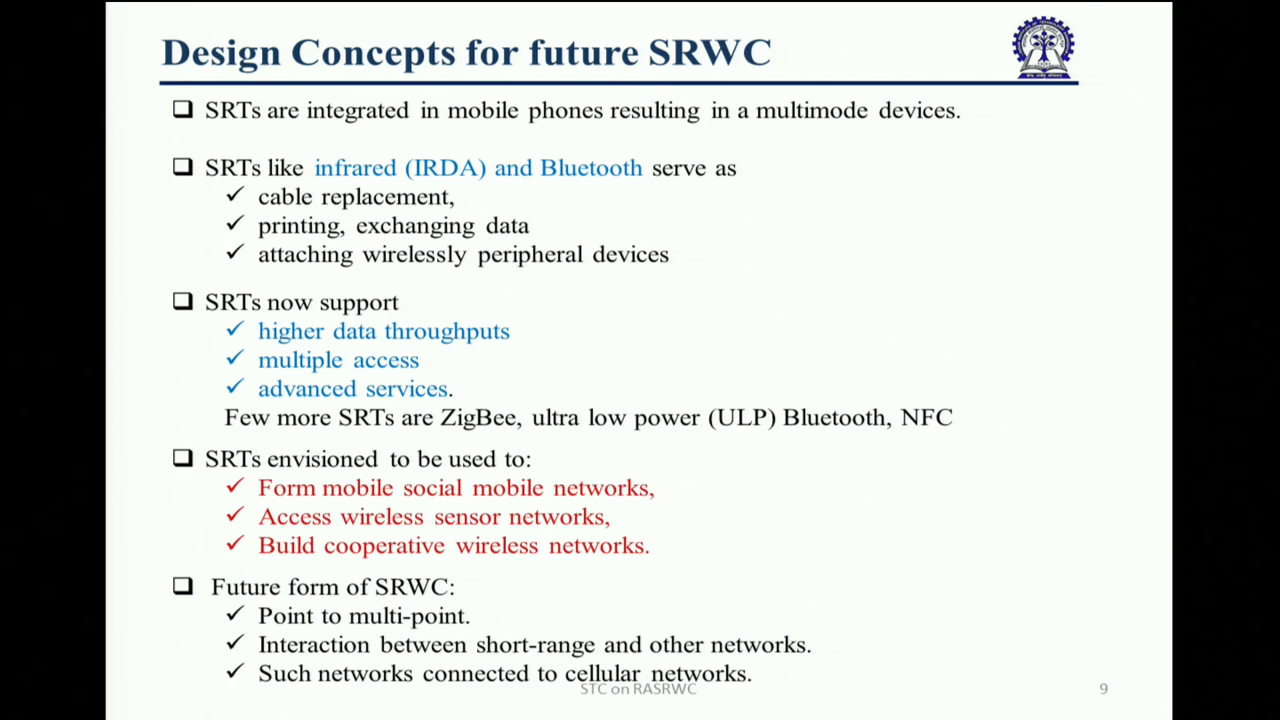 Design Concepts for future SRWC
❑ SRTs are integrated in mobile phones resulting in a multimode devices.
❑ SRTs like infrared (IRDA) and Bluetooth serve as
✓ cable replacement,
✓ printing, exchanging data
✓ attaching wirelessly peripheral devices
❑ SRTs now support
✓ higher data throughputs
✓ multiple access
✓ advanced services.
Few more SRTs are ZigBee, ultra low power (ULP) Bluetooth, NFC
❑ SRTs envisioned to be used to:
✓ Form mobile social mobile networks,
✓ Access wireless sensor networks,
✓ Build cooperative wireless networks.
❑ Future form of SRWC:
✓ Point to multi-point.
✓ Interaction between short-range and other networks.
✓ Such networks connected to cellular networks.
STC on RASRWC
9